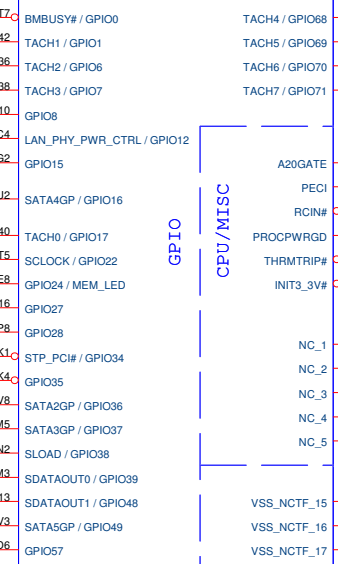 BMBUSY# / GPIO0
TACH1 / GPIO1
TACH2 / GPIO6
TACH3 / GPIO7
GPIO8
LAN_PHY_PWR_CTRL / GPIO12
GPIO15
SATA4GP / GPIO16
TACH0 / GPIO17
SCLOCK / GPIO22
GPIO24 / MEM_LED
GPIO27
GPIO28
STP_PCI# / GPIO34
GPIO35
SATA2GP / GPIO36
SATA3GP / GPIO37
SLOAD / GPIO38
SDATAOUT0 / GPIO39
SDATAOUT1 / GPIO48
SATA5GP / GPIO49
GPIO57
GPIO
CPU/MISC
TACH4 / GPIO68
TACH5 / GPIO69
TACH6 / GPIO70
TACH7 / GPIO71
A20GATE
PECI
RCIN#
PROCPWRGD
THRMTRIP#
INIT3_3V#
NC_1
NC_2
NC_3
NC_4
NC_5
VSS_NCTF_15
VSS_NCTF_16
VSS_NCTF_17